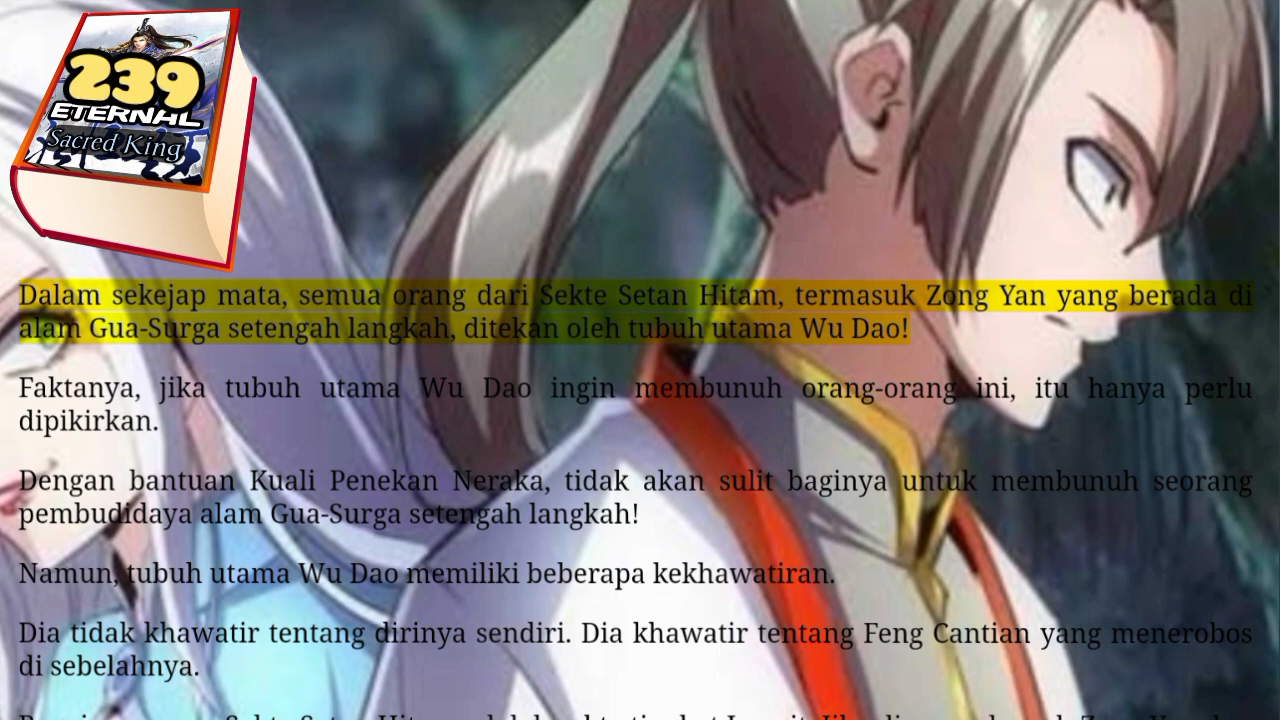 239
ETERNAL
Sacred King
Dalam sekejap mata, semua orang dari Sekte Setan Hitam, termasuk Zong Yan yang berada di
alam Gua-Surga setengah langkah, ditekan oleh tubuh utama Wu Dao!
Faktanya, jika tubuh utama Wu Dao ingin membunuh orang-orang ini, itu hanya perlu
dipikirkan.
Dengan bantuan Kuali Penekan Neraka, tidak akan sulit baginya untuk membunuh seorang
pembudidaya alam Gua-Surga setengah langkah!
Namun, tubuh utama Wu Dao memiliki beberapa kekhawatiran.
Dia tidak khawatir tentang dirinya sendiri. Dia khawatir tentang Feng Cantian yang menerobos
di sebelahnya.